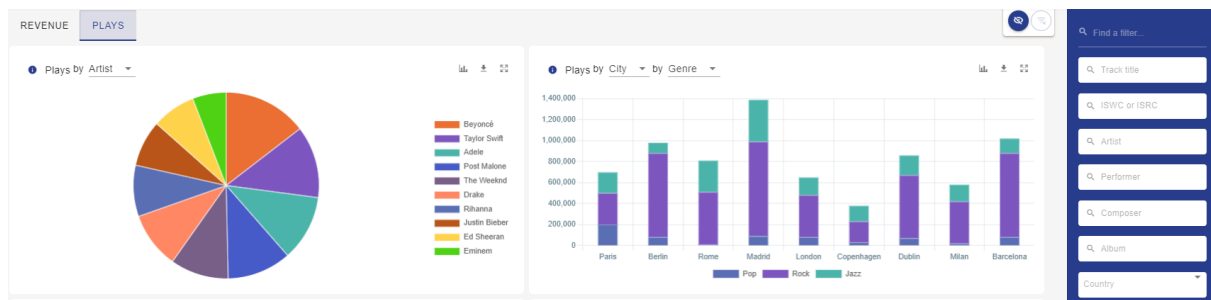 REVENUE PLAYS
Plays by Artist
Beyoncé
Taylor Swift
Adele
Post Malone
The Weeknd
Drake
Rihanna
Justin Bieber
Ed Sheeran
Eminem
Plays by City by Genre
1,400,000
1,200,000
1,000,000
800,000
600,000
400,000
200,000
0
Paris Berlin Rome Madrid London Copenhagen Dublin Milan Barcelona
Pop Rock Jazz
Find a filter...
Track title
ISWC or ISRC
Artist
Performer
Composer
Album
Country